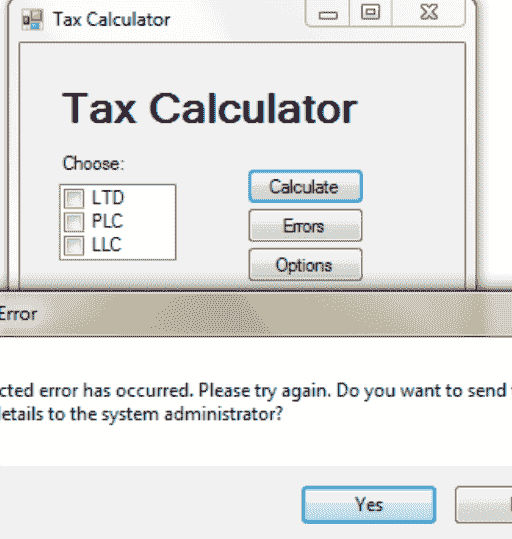 Tax Calculator
Tax Calculator
Choose:
LTD
PLC
LLC
Calculate
Errors
Options
Error
cted error has occurred. Please try again. Do you want to send
details to the system administrator?
Yes